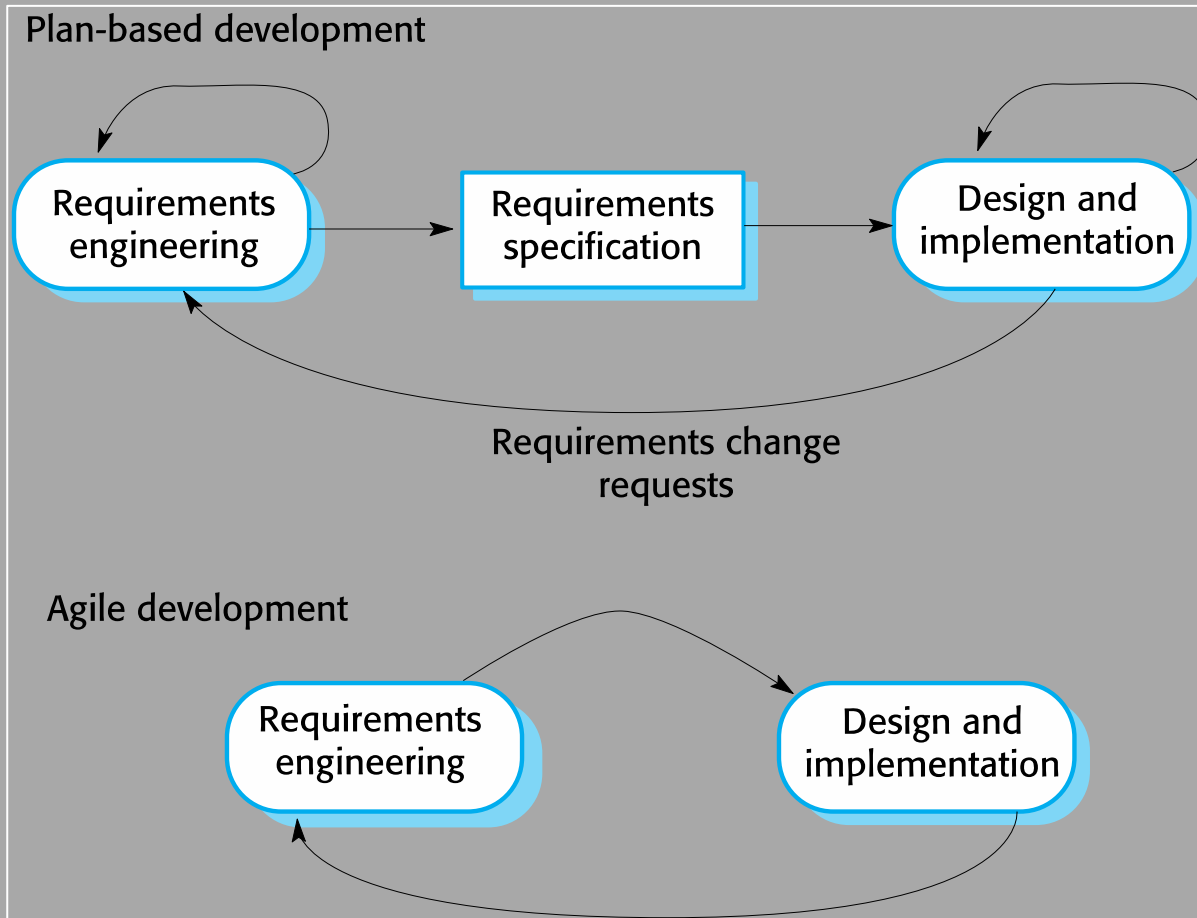 Plan-based development
Requirements
engineering
Requirements
specification
Design and
implementation
Requirements change
requests
Agile development
Requirements
engineering
Design and
implementation